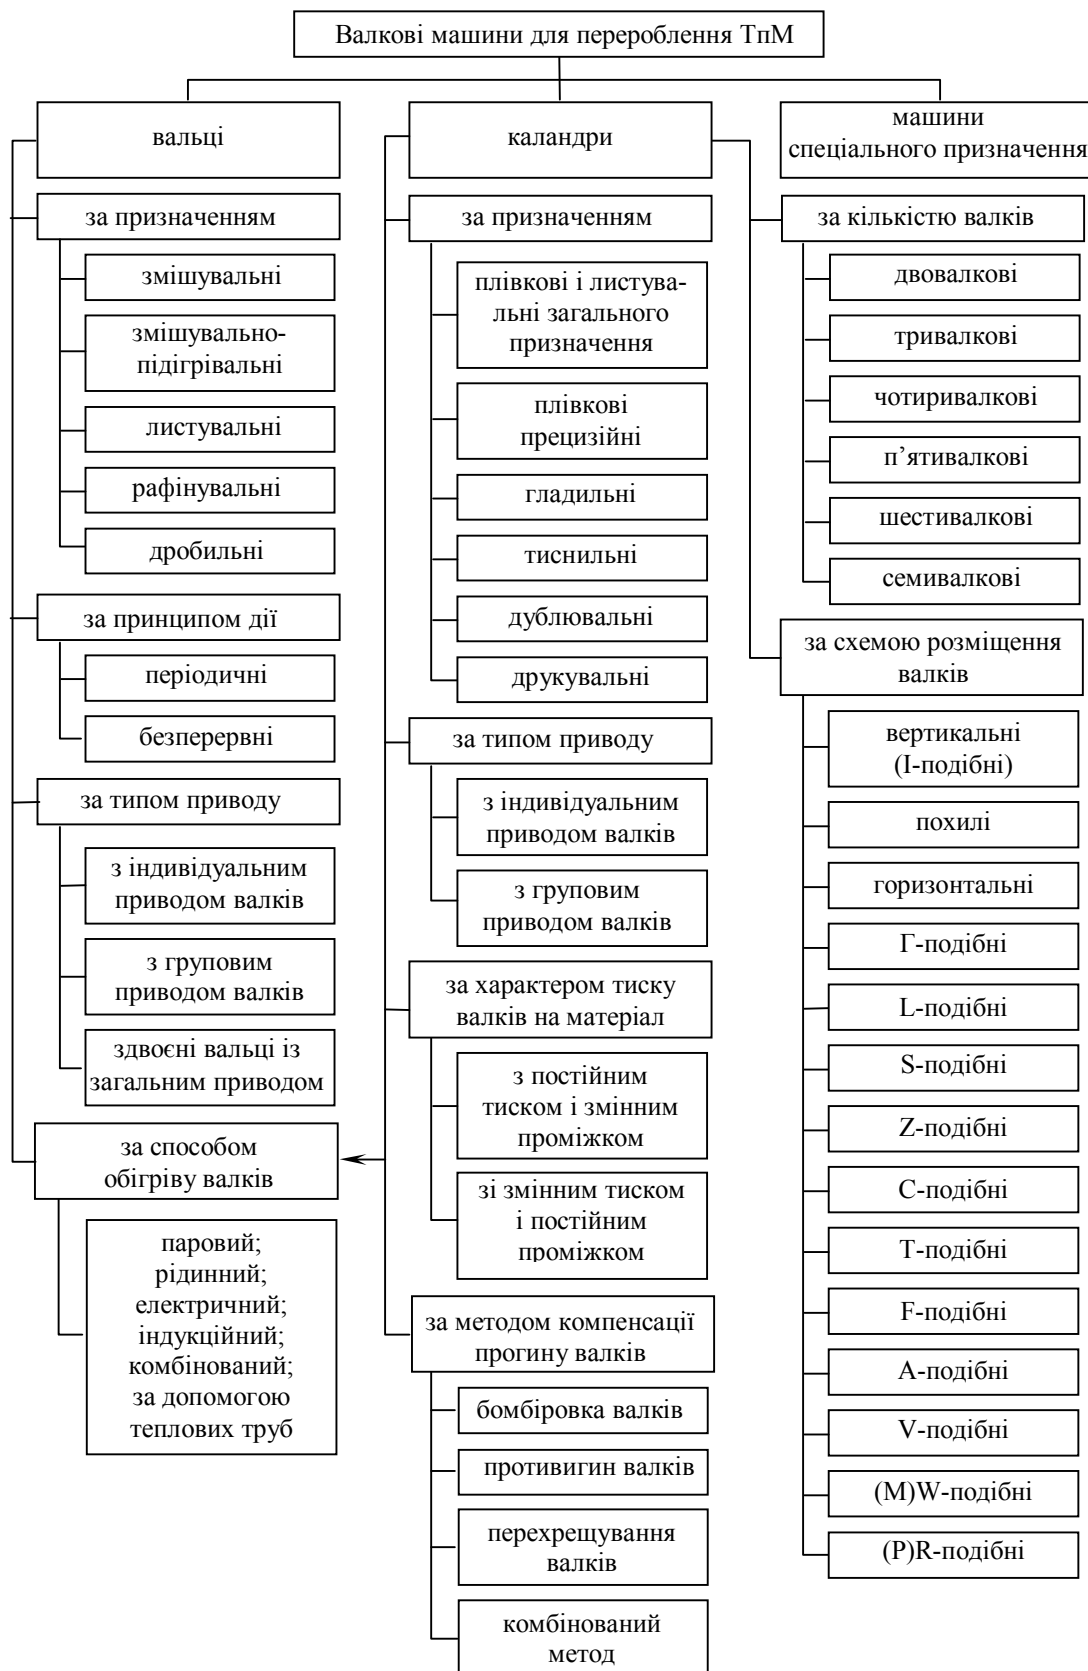 Валкові машини для перероблення ТпМ
вальці
за призначенням
змішувальні
змішувально-
підігрівальні
листувальні
рафінувальні
дробильні
за принципом дії
періодичні
безперервні
за типом приводу
з індивідуальним
приводом валків
з груповим
приводом валків
здвоєні вальці із
загальним приводом
за способом
обігріву валків
паровий;
рідинний;
електричний;
індукційний;
комбінований;
за допомогою
теплових труб
каландри
за призначенням
плівкові і листува-
льні загального
призначення
плівкові
прецизійні
гладильні
тиснильні
дублювальні
друкувальні
за типом приводу
з індивідуальним
приводом валків
з груповим
приводом валків
за характером тиску
валків на матеріал
з постійним
тиском і змінним
проміжком
зі змінним тиском
і постійним
проміжком
за методом компенсації
прогину валків
бомбіровка валків
противигин валків
перехрещування
валків
комбінований
метод
машини
спеціального призначення
за кількістю валків
двовалкові
тривалкові
чотиривалкові
п’ятивалкові
шестивалкові
семивалкові
за схемою розміщення
валків
вертикальні
(І-подібні)
похилі
горизонтальні
Г-подібні
L-подібні
S-подібні
Z-подібні
С-подібні
Т-подібні
F-подібні
А-подібні
V-подібні
(М)W-подібні
(Р)R-подібні